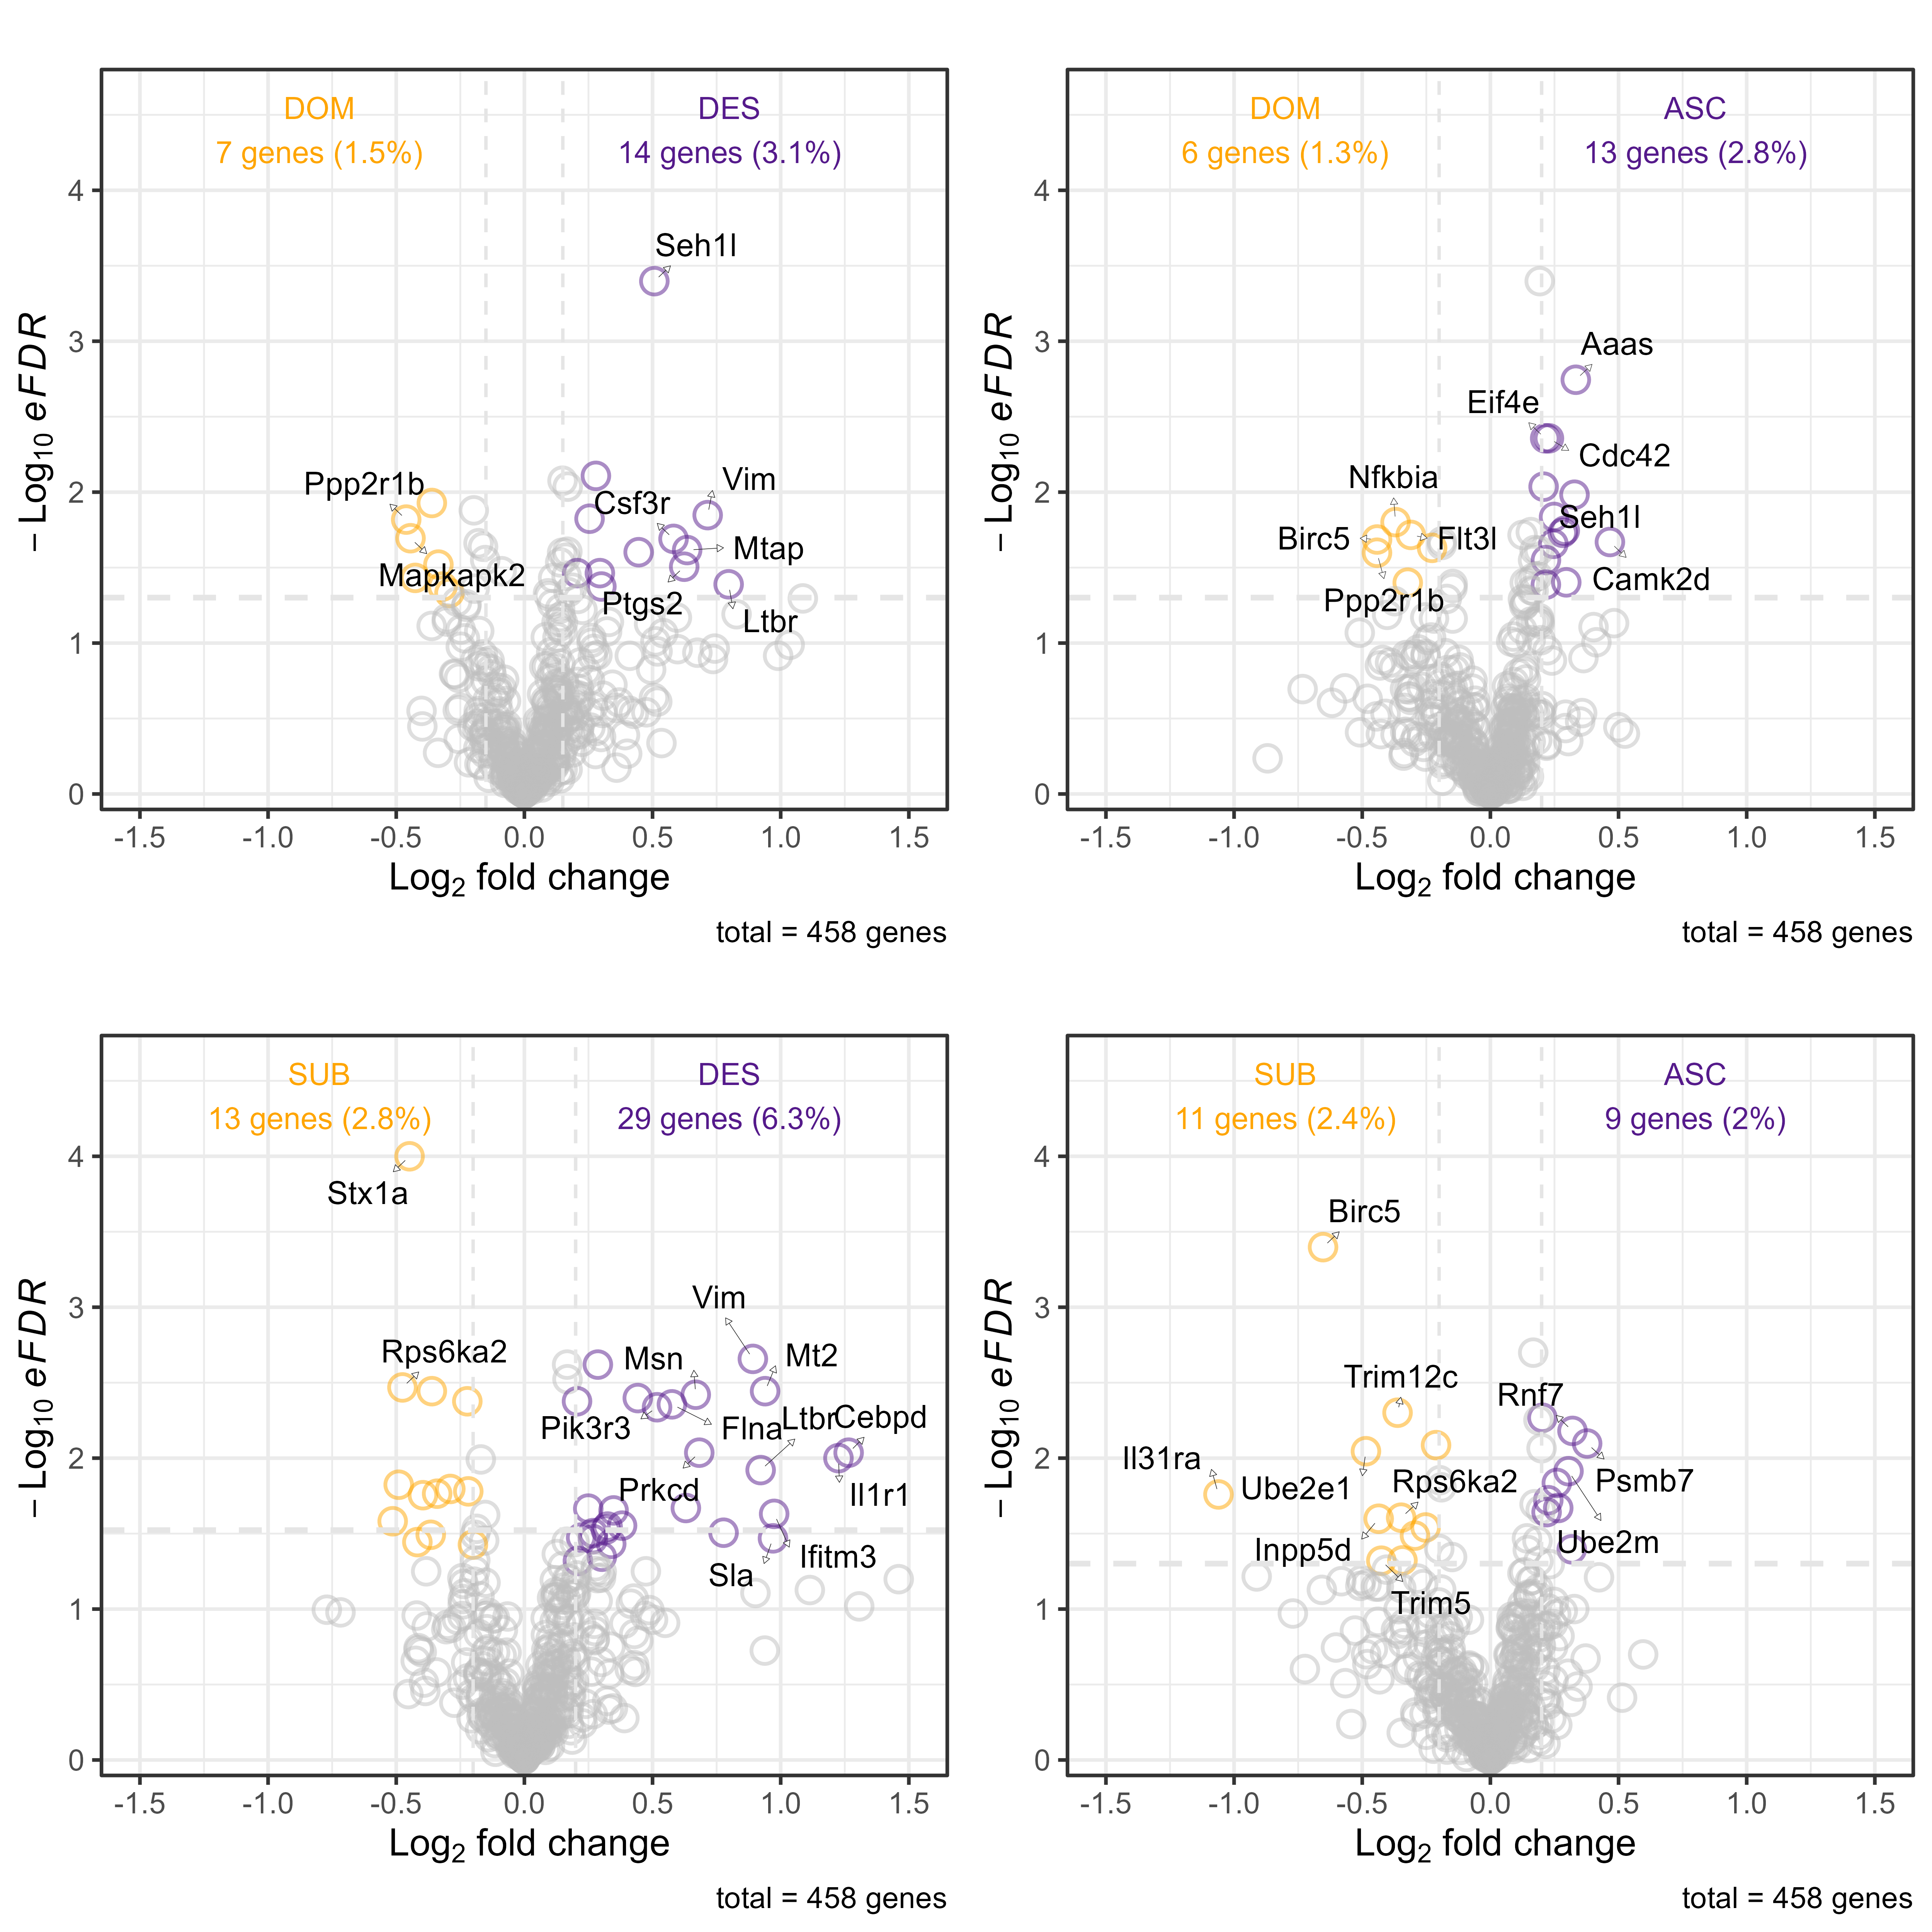 DOM DES
7 genes (1.5%) 14 genes (3.1%)
4
Seh1l
3
Ppp2r1b
Csf3r
Vim
2
Mtap
Mapkapk2
Ptgs2
Ltbr
1
0
− Log10 eFDR
-1.5 -1.0 -0.5 0.0 0.5 1.0 1.5
Log2 fold change
total = 458 genes
DOM ASC
6 genes (1.3%) 13 genes (2.8%)
4
3
Aaas
Eif4e
Cdc42
Nfkbia
2
Seh1l
Birc5
Flt3l
Camk2d
Ppp2r1b
1
0
− Log10 eFDR
-1.5 -1.0 -0.5 0.0 0.5 1.0 1.5
Log2 fold change
total = 458 genes
SUB DES
13 genes (2.8%) 29 genes (6.3%)
4
Stx1a
3
Vim
Rps6ka2
Msn
Mt2
Pik3r3
Flna
Ltbr
Cebpd
2
Prkcd
Il1r1
Sla
Ifitm3
1
0
− Log10 eFDR
-1.5 -1.0 -0.5 0.0 0.5 1.0 1.5
Log2 fold change
total = 458 genes
SUB ASC
11 genes (2.4%) 9 genes (2%)
4
Birc5
3
Trim12c
Rnf7
2
Il31ra
Ube2e1
Rps6ka2
Psmb7
Inpp5d
Ube2m
Trim5
1
0
− Log10 eFDR
-1.5 -1.0 -0.5 0.0 0.5 1.0 1.5
Log2 fold change
total = 458 genes